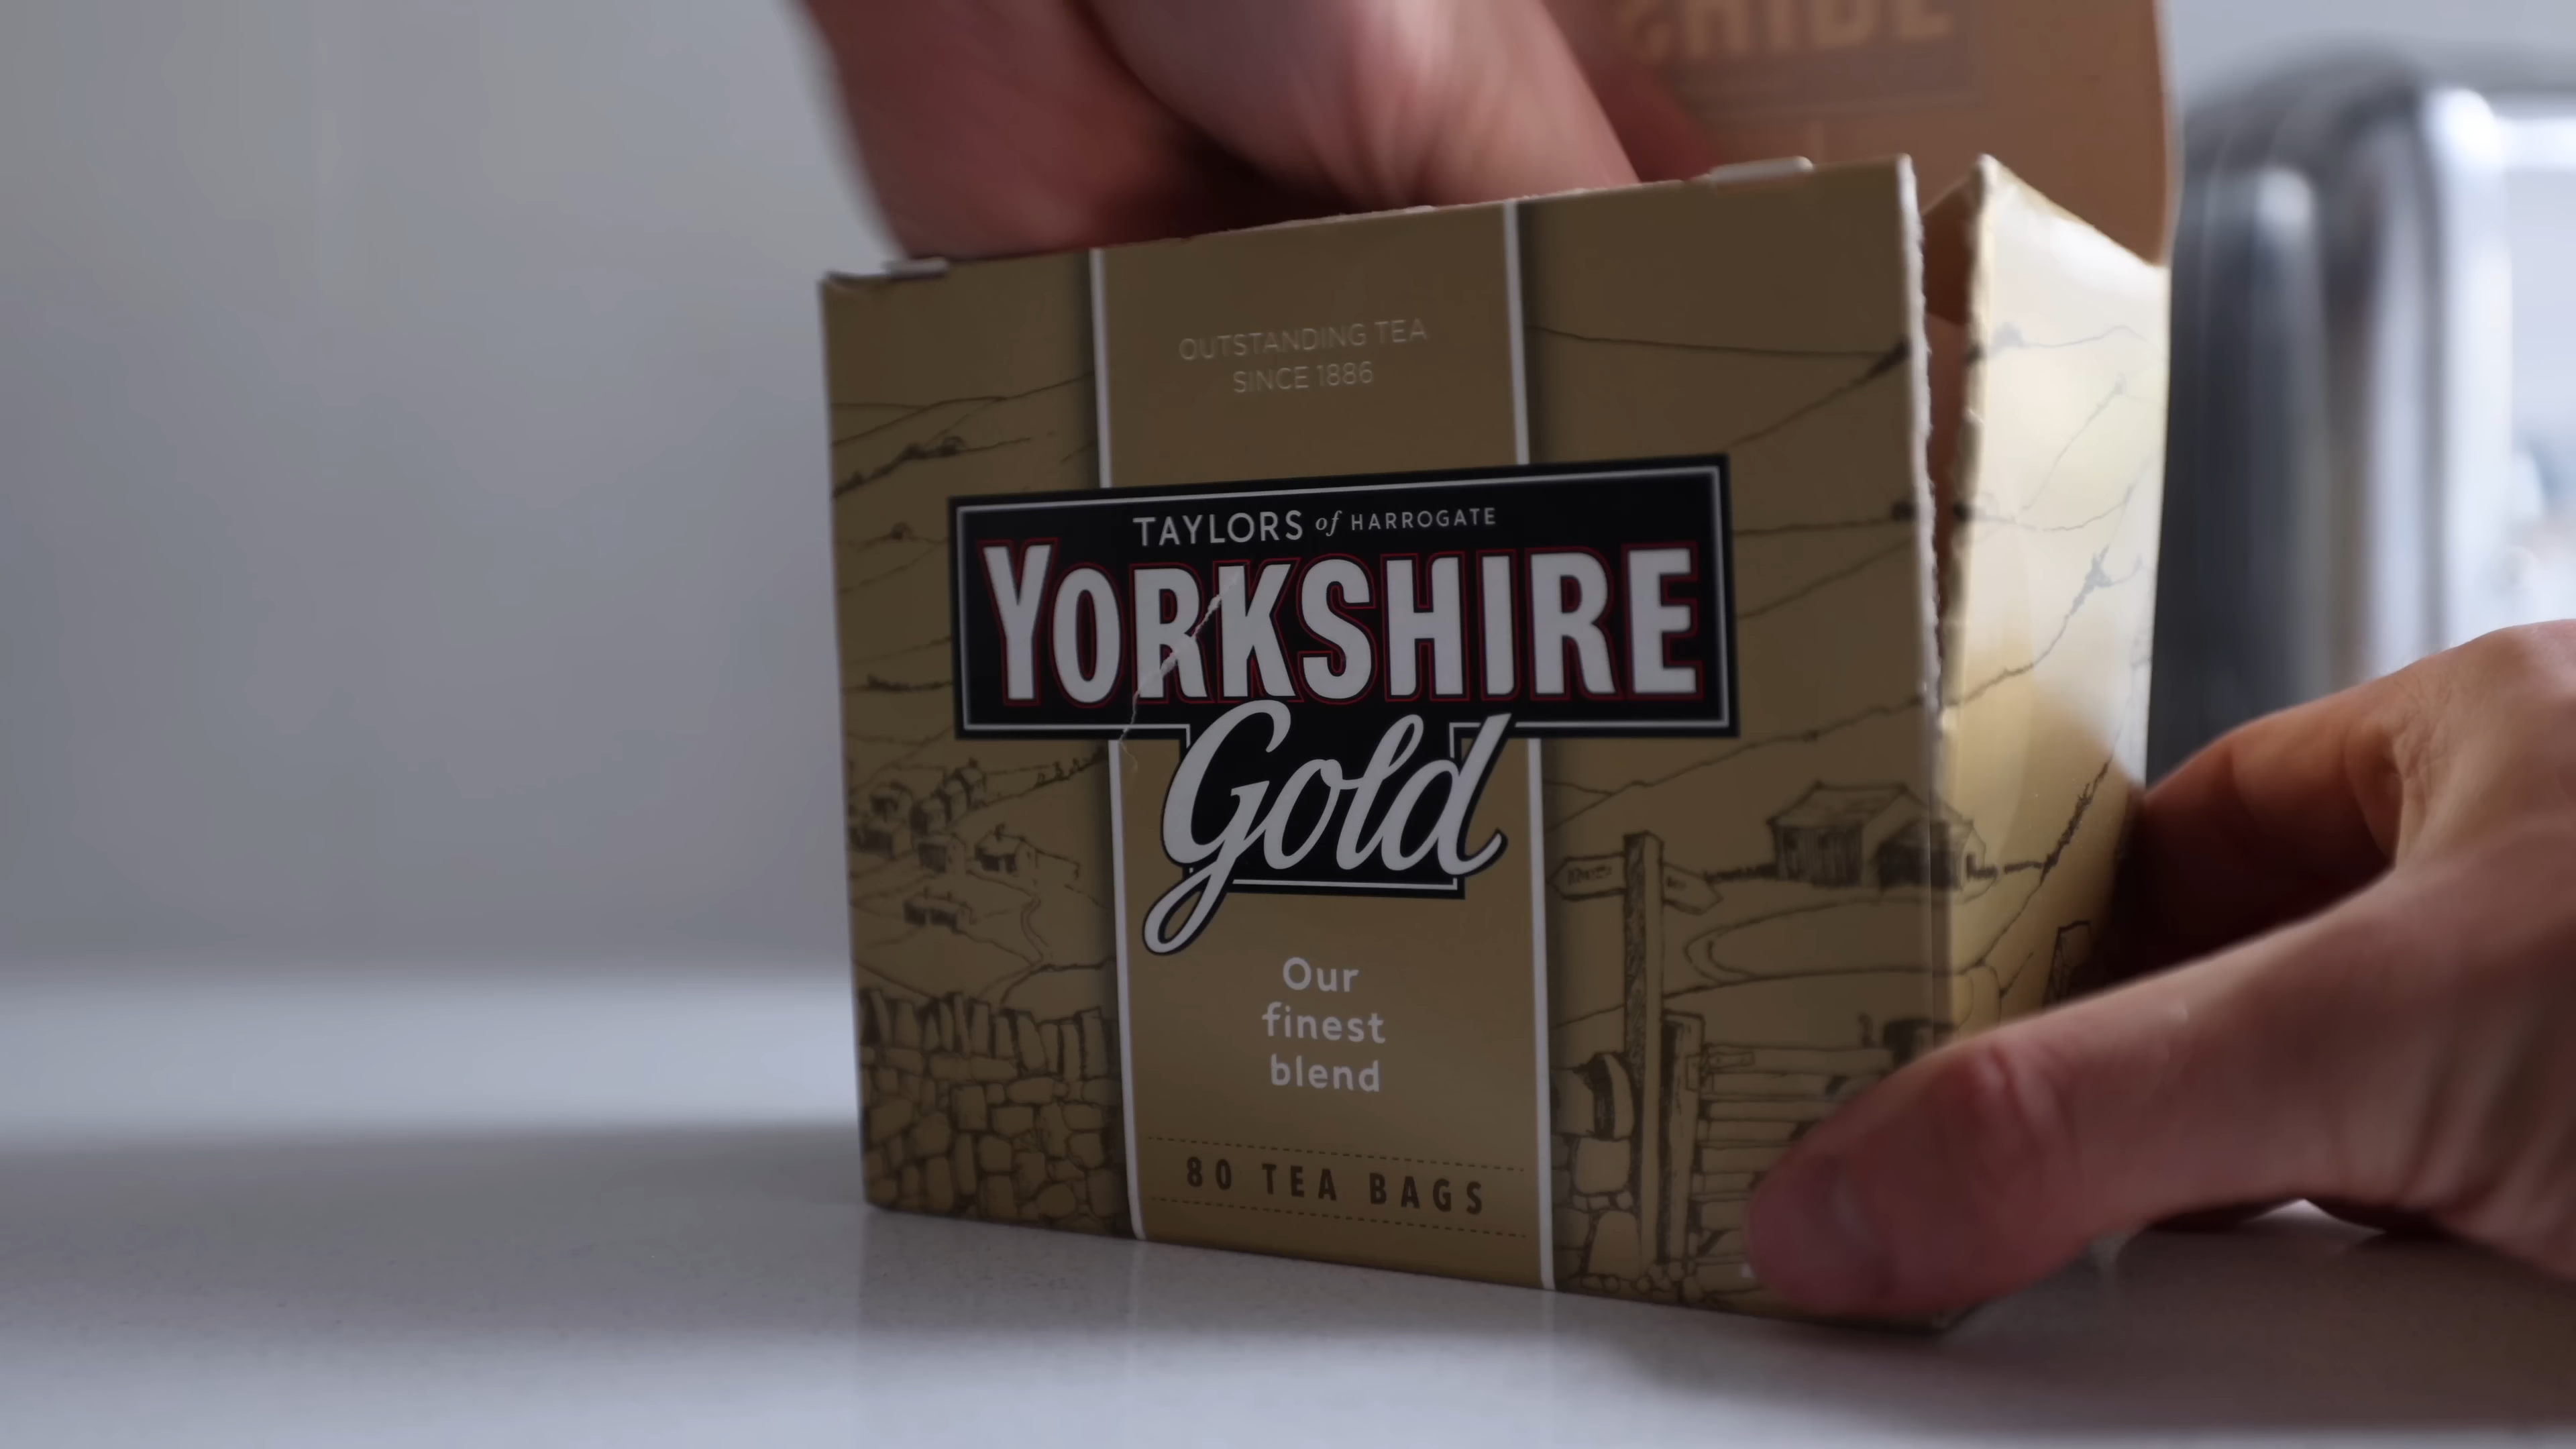 OUTSTANDING TEA
SINCE 1886
TAYLORS of HARROGATE
YORKSHIRE
Gold
Our
finest
blend
80 TEA BAGS